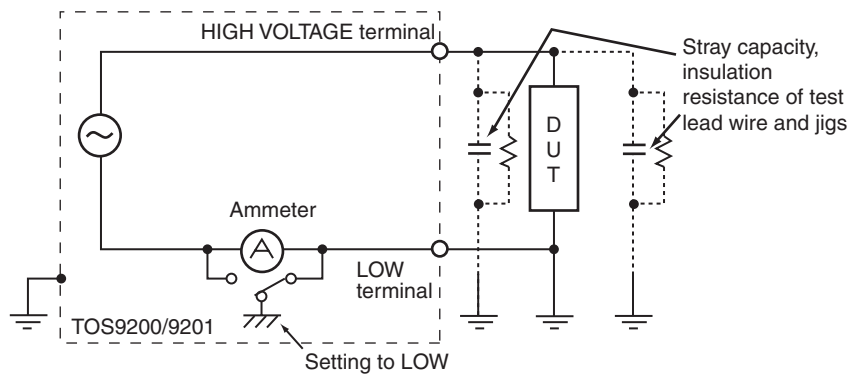 HIGH VOLTAGE terminal
Stray capacity,
insulation
resistance of test
lead wire and jigs
D
U
T
Ammeter
A
LOW
terminal
TOS9200/9201
Setting to LOW